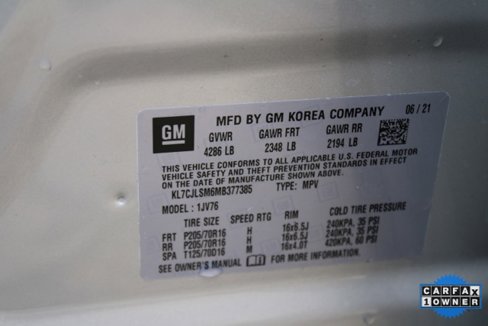 MFD BY GM KOREA COMPANY 06/21
GM
GVWR GAWR FRT GAWR RR
4286 LB 2348 LB 2194 LB
THIS VEHICLE CONFORMS TO ALL APPLICABLE U.S. FEDERAL MOTOR
VEHICLE SAFETY AND THEFT PREVENTION STANDARDS IN EFFECT
ON THE DATE OF MANUFACTURE SHOWN ABOVE.
KL7CJLSM6MB377385 TYPE: MPV
MODEL: 1JV76
TIRE SIZE SPEED RTG RIM COLD TIRE PRESSURE
FRT P205/70R16 H 16x6.5J 240KPA, 35 PSI
RR P205/70R16 H 16x6.5J 240KPA, 35 PSI
SPA T125/70D16 M 16x4.0T 420KPA, 60 PSI
SEE OWNER'S MANUAL
CARFAX
1 OWNER